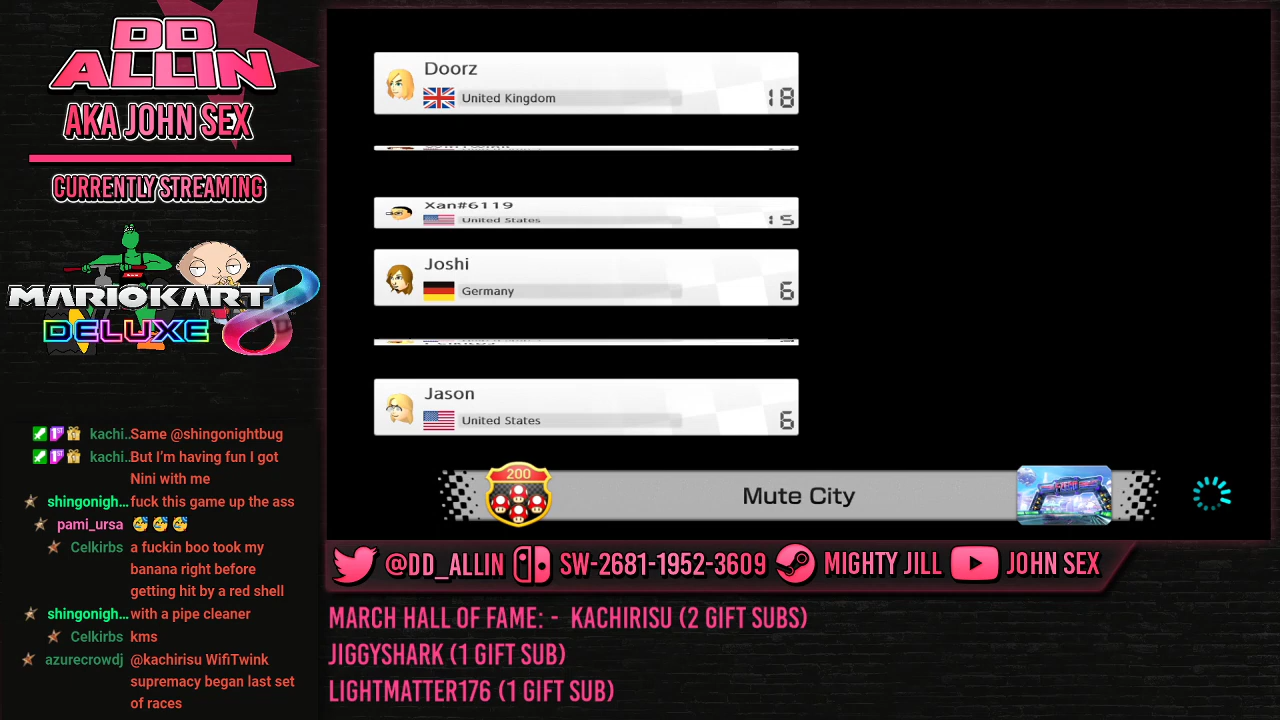 DD
ALLIN
AKA JOHN SEX
CURRENTLY STREAMING
MARIOKART 8
DELUXE
kachi.. Same @shingonightbug
kachi.. But I'm having fun I got
Nini with me
shingonigh... fuck this game up the ass
pami_ursa
Celkirbs a fuckin boo took my
banana right before
getting hit by a red shell
shingonigh... with a pipe cleaner
Celkirbs kms
azurecrowdj @kachirisu WifiTwink
supremacy began last set
of races
Doorz
United Kingdom 18
Xan#6119
United States 15
Joshi
Germany 6
Jason
United States 6
200 Mute City
@DD_ALLIN SW-2681-1952-3609 MIGHTY JILL JOHN SEX
MARCH HALL OF FAME: - KACHIRISU (2 GIFT SUBS)
JIGGYSHARK (1 GIFT SUB)
LIGHTMATTER176 (1 GIFT SUB)